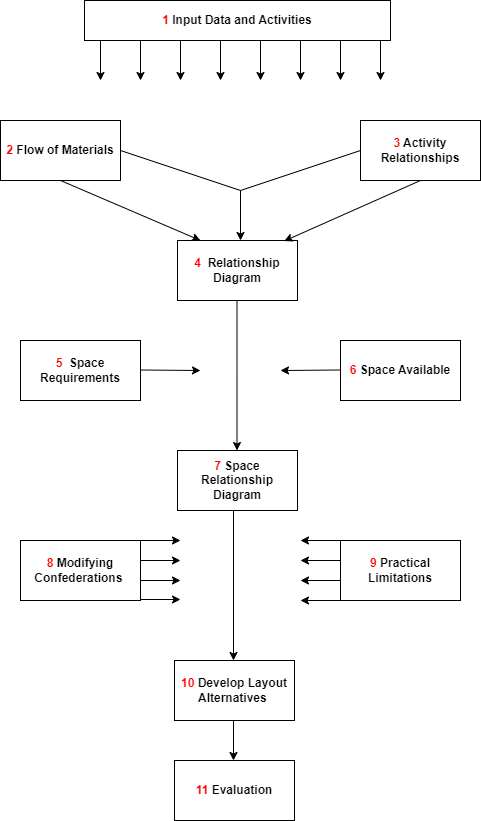 1 Input Data and Activities
2 Flow of Materials
3 Activity
Relationships
4 Relationship
Diagram
5 Space
Requirements
6 Space Available
7 Space
Relationship
Diagram
8 Modifying
Confederations
9 Practical
Limitations
10 Develop Layout
Alternatives
11 Evaluation